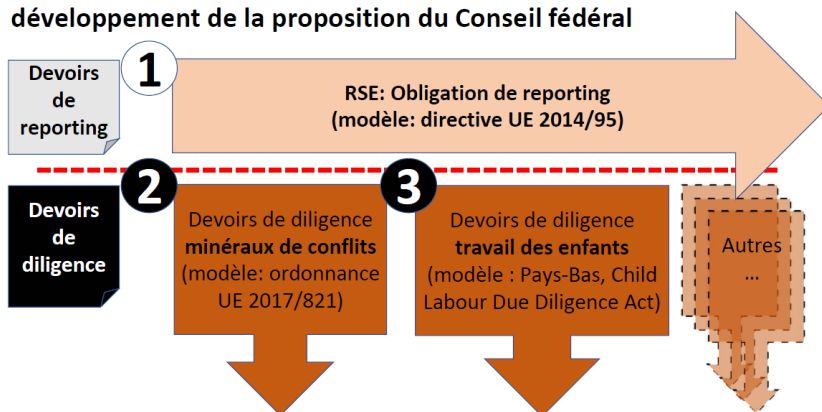 développement de la proposition du Conseil fédéral
Devoirs
de
reporting
1
RSE: Obligation de reporting
(modèle: directive UE 2014/95)
Devoirs
de
diligence
2
Devoirs de diligence
minéraux de conflits
(modèle: ordonnance
UE 2017/821)
3
Devoirs de diligence
travail des enfants
(modèle : Pays-Bas, Child
Labour Due Diligence Act)
Autres
...